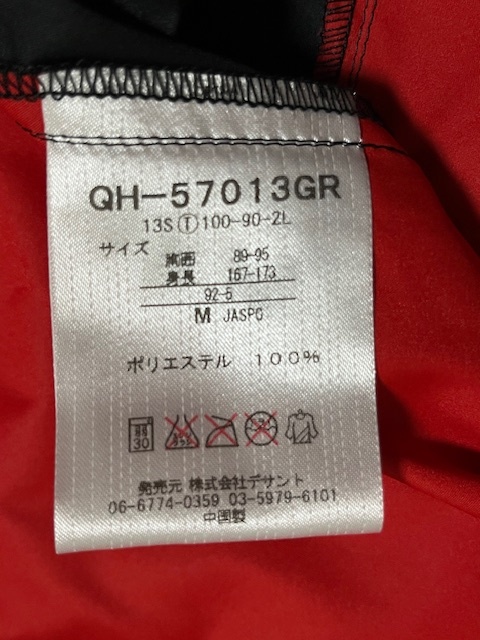 QH-57013GR
13S Ⓣ 100-90-2L
サイズ
胸囲 89-95
身長 167-173
92-5
M JASPO
ポリエステル 100%
30
発売元 株式会社デサント
06-6774-0359 03-5979-6101
中国製